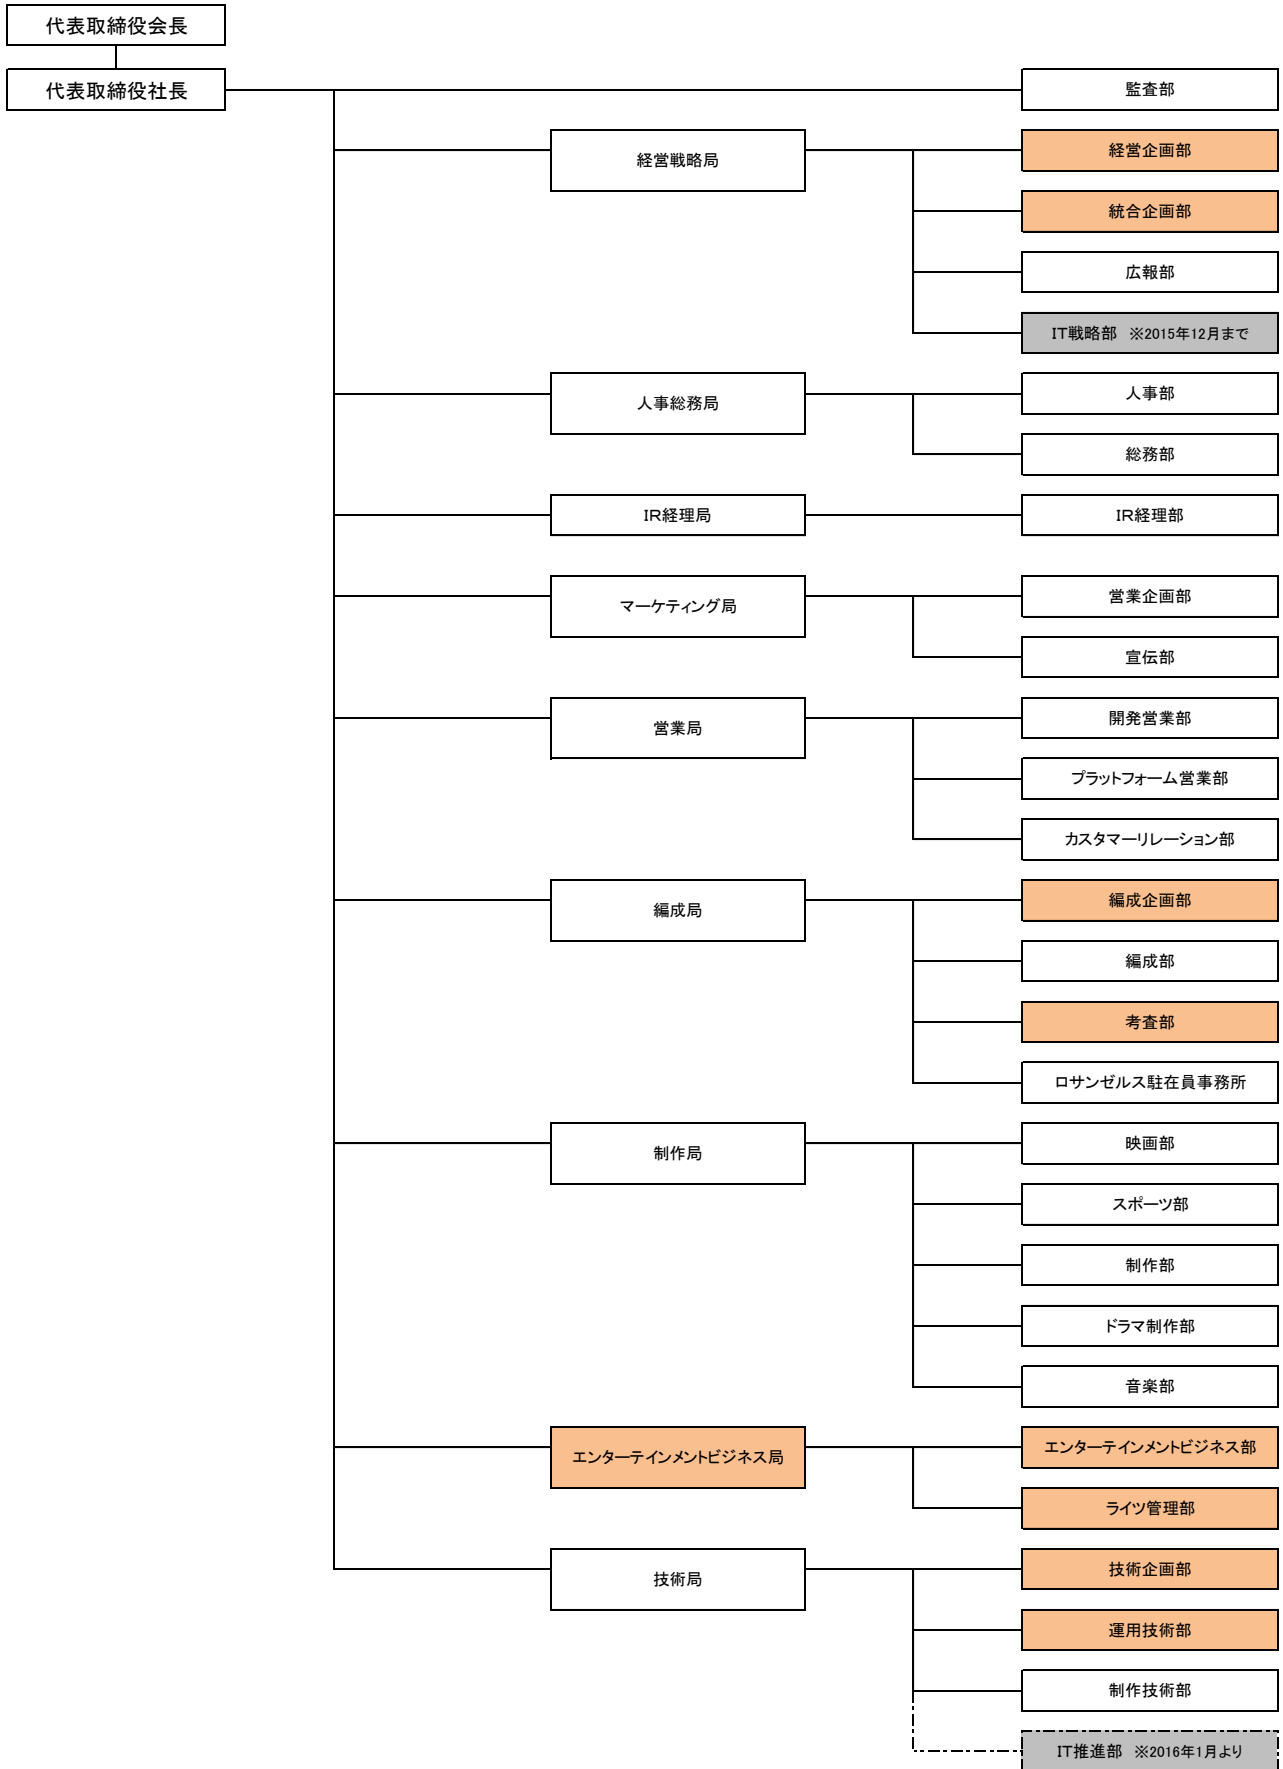 代表取締役会長
代表取締役社長
監査部
経営戦略局
経営企画部
統合企画部
広報部
IT戦略部 ※2015年12月まで
人事総務局
人事部
総務部
IR経理局
IR経理部
マーケティング局
営業企画部
宣伝部
営業局
開発営業部
プラットフォーム営業部
カスタマーリレーション部
編成局
編成企画部
編成部
考査部
ロサンゼルス駐在員事務所
制作局
映画部
スポーツ部
制作部
ドラマ制作部
音楽部
エンターテインメントビジネス局
エンターテインメントビジネス部
ライツ管理部
技術局
技術企画部
運用技術部
制作技術部
IT推進部 ※2016年1月より